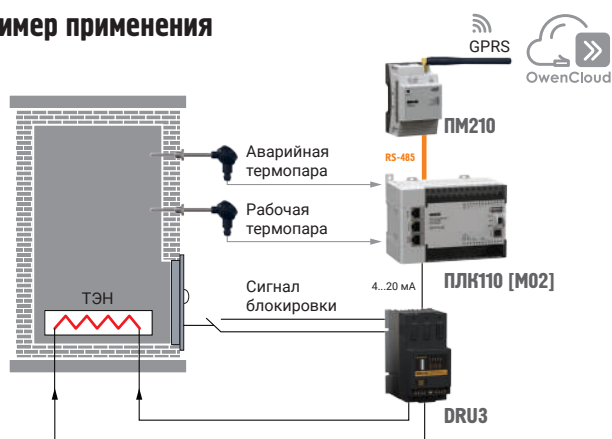 имер применения
GPRS
OwenCloud
ПМ210
RS-485
Аварийная
термопара
Рабочая
термопара
ПЛК110 [М02]
4...20 мА
Сигнал
блокировки
ТЭН
DRU3